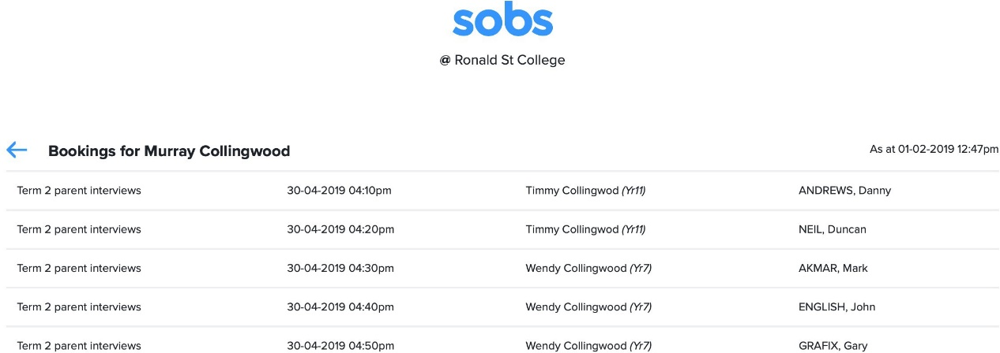 sobs
@ Ronald St College
Bookings for Murray Collingwood As at 01-02-2019 12:47pm
Term 2 parent interviews 30-04-2019 04:10pm Timmy Collingwod (Yr11) ANDREWS, Danny
Term 2 parent interviews 30-04-2019 04:20pm Timmy Collingwod (Yr11) NEIL, Duncan
Term 2 parent interviews 30-04-2019 04:30pm Wendy Collingwood (Yr7) AKMAR, Mark
Term 2 parent interviews 30-04-2019 04:40pm Wendy Collingwood (Yr7) ENGLISH, John
Term 2 parent interviews 30-04-2019 04:50pm Wendy Collingwood (Yr7) GRAFIX, Gary